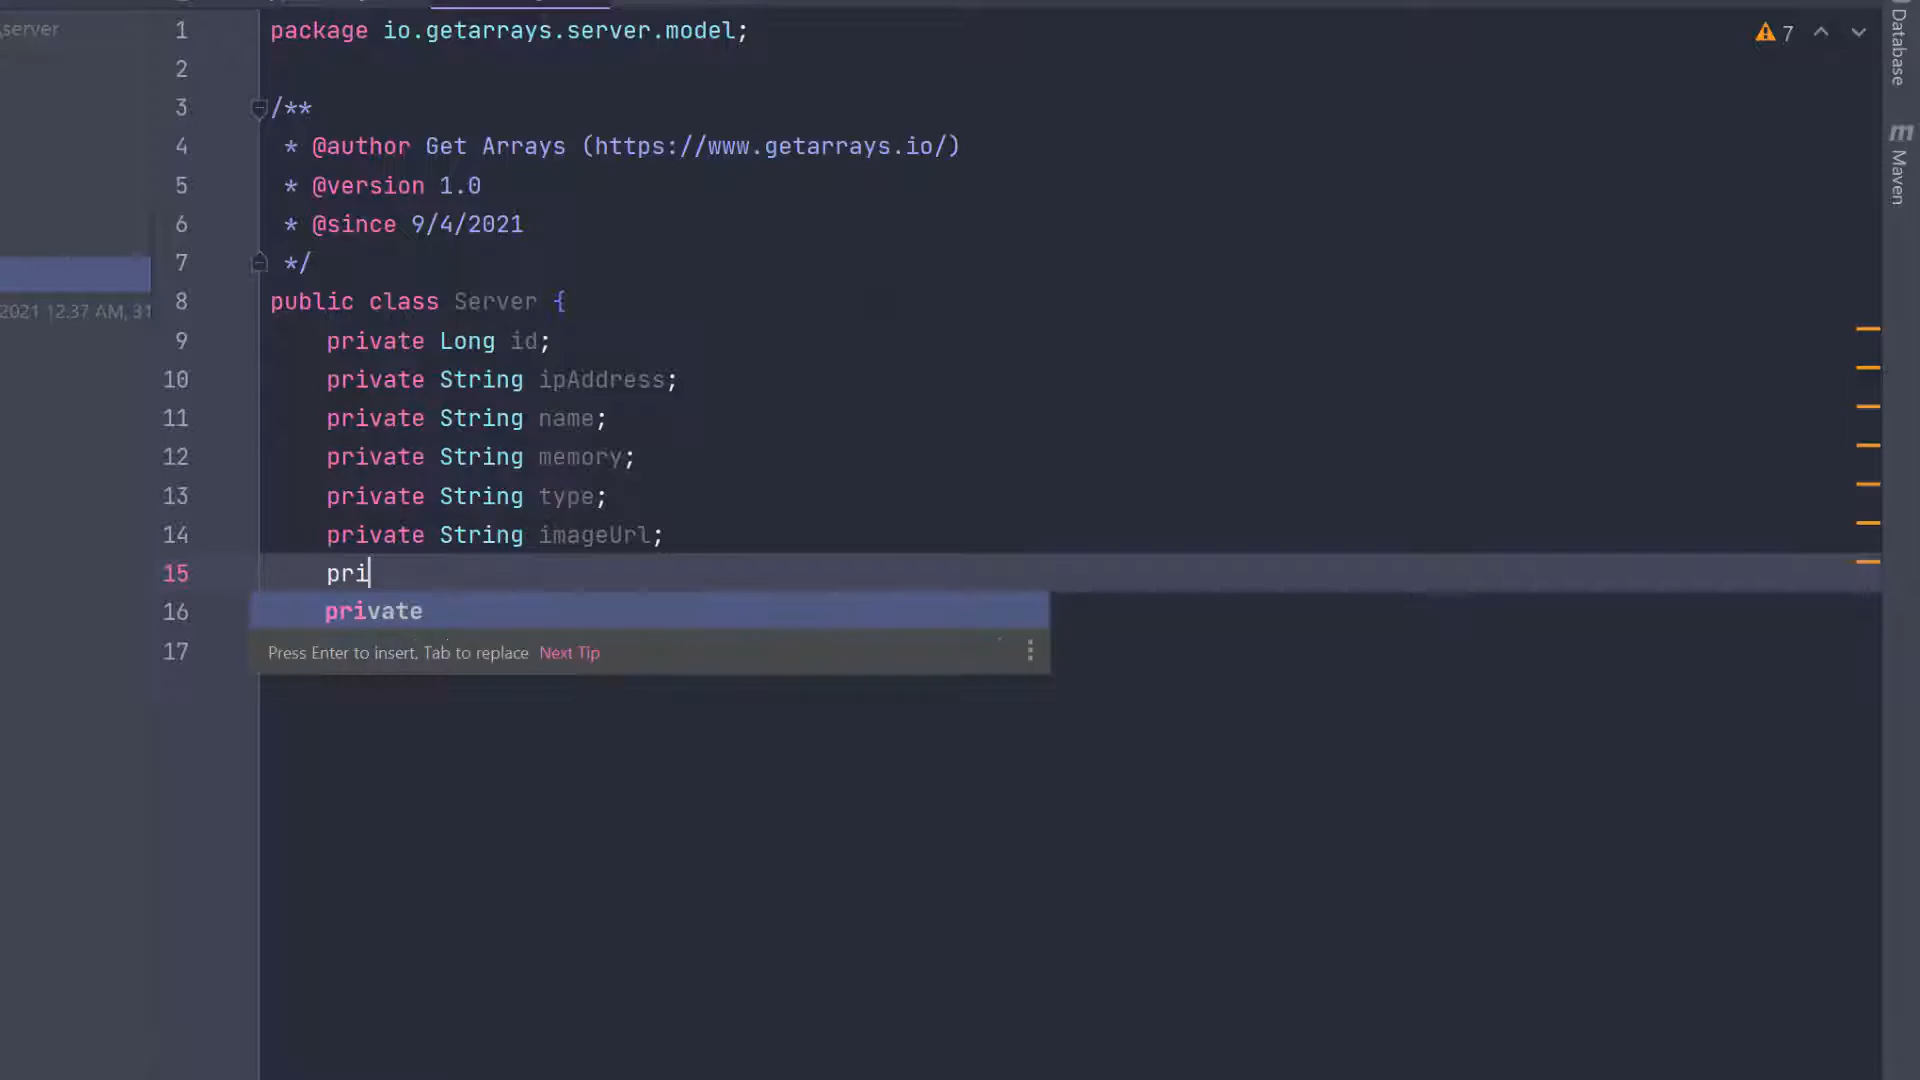 server
1 package io.getarrays.server.model;
7
2
3 /**
4 * @author Get Arrays (https://www.getarrays.io/)
5 * @version 1.0
6 * @since 9/4/2021
7 */
2021 12:37 AM, 31
8 public class Server {
9 private Long id;
10 private String ipAddress;
11 private String name;
12 private String memory;
13 private String type;
14 private String imageUrl;
15 pri
16 private
17 Press Enter to insert, Tab to replace Next Tip
Database
m Maven